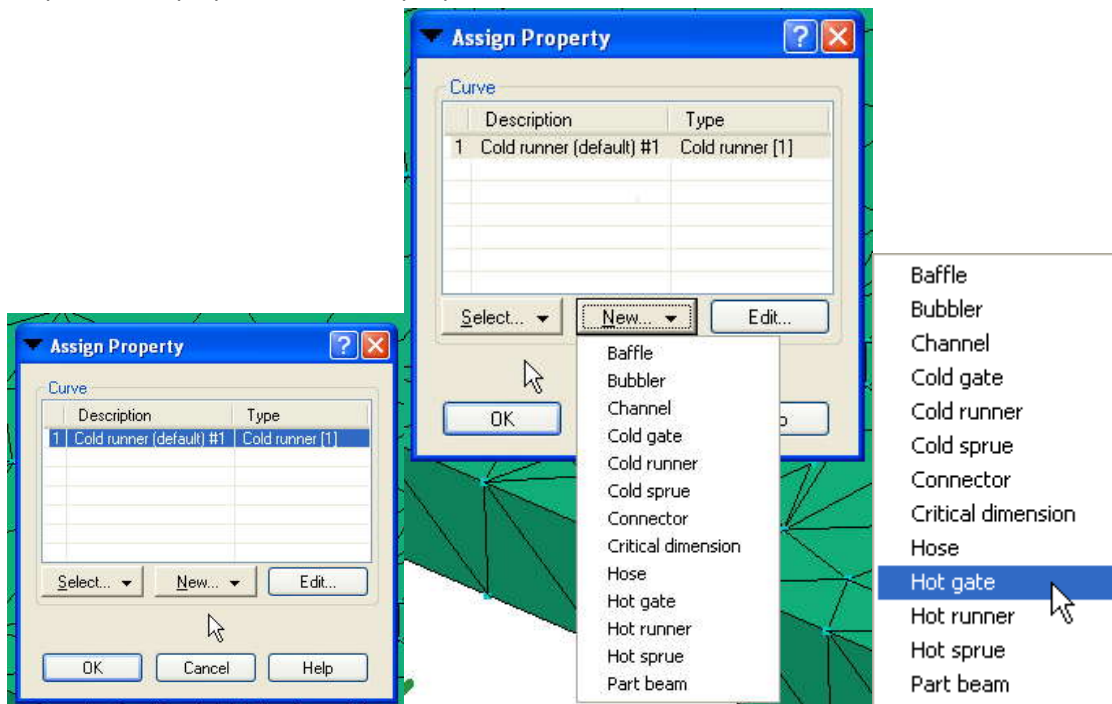 Assign Property
Curve
Description Type
1 Cold runner (default) #1 Cold runner [1]
Select... New... Edit...
OK Cancel Help
Assign Property
Curve
Description Type
1 Cold runner (default) #1 Cold runner [1]
Select... New... Edit...
OK
Baffle
Bubbler
Channel
Cold gate
Cold runner
Cold sprue
Connector
Critical dimension
Hose
Hot gate
Hot runner
Hot sprue
Part beam
Baffle
Bubbler
Channel
Cold gate
Cold runner
Cold sprue
Connector
Critical dimension
Hose
Hot gate
Hot runner
Hot sprue
Part beam